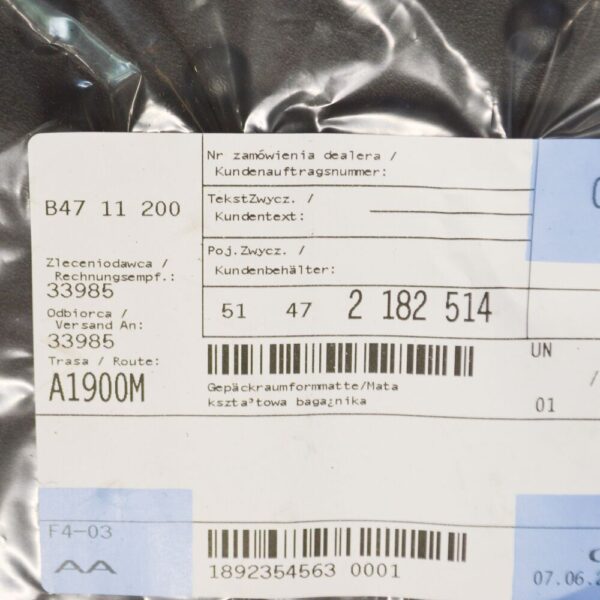 B47 11 200
Zleceniodawca /
Rechnungsempf.:
33985
Odbiorca /
Versand An:
33985
Trasa / Route:
A1900M
Nr zamówienia dealera /
Kundenauftragsnummer:
TekstZwycz. /
Kundentext:
Poj.Zwycz. /
Kundenbehälter:
51 47 2 182 514
Gepäckraumformmatte/Mata
kszta³towa baga¿nika
UN
/
01
F4-03
AA
1892354563 0001
07.06.2